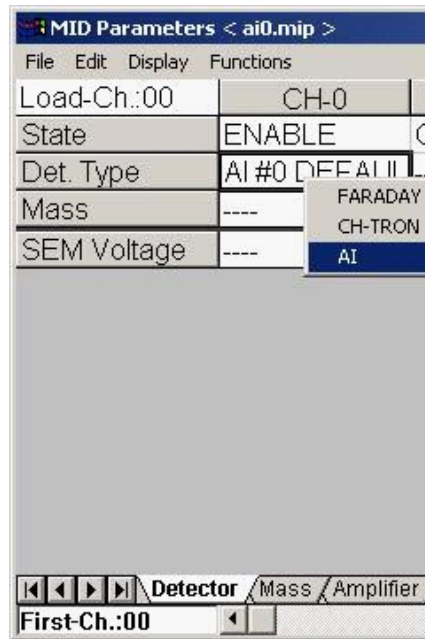 MID Parameters < ai0.mip >
File Edit Display Functions
Load-Ch.:00 CH-0
State ENABLE
Det. Type AI #0
Mass ----
SEM Voltage ----
FARADAY
CH-TRON
AI
Detector Mass Amplifier
First-Ch.:00